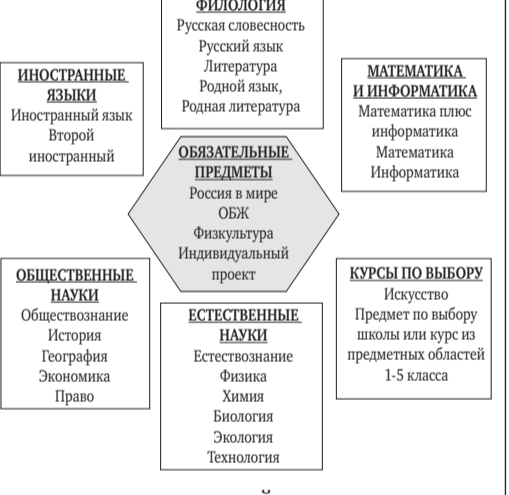 ФИЛОЛОГИЯ
Русская словесность
Русский язык
Литература
Родной язык,
Родная литература
ИНОСТРАННЫЕ
ЯЗЫКИ
Иностранный язык
Второй
иностранный
МАТЕМАТИКА
И ИНФОРМАТИКА
Математика плюс
информатика
Математика
Информатика
ОБЯЗАТЕЛЬНЫЕ
ПРЕДМЕТЫ
Россия в мире
ОБЖ
Физкультура
Индивидуальный
проект
ОБЩЕСТВЕННЫЕ
НАУКИ
Обществознание
История
География
Экономика
Право
ЕСТЕСТВЕННЫЕ
НАУКИ
Естествознание
Физика
Химия
Биология
Экология
Технология
КУРСЫ ПО ВЫБОРУ
Искусство
Предмет по выбору
школы или курс из
предметных областей
1-5 класса